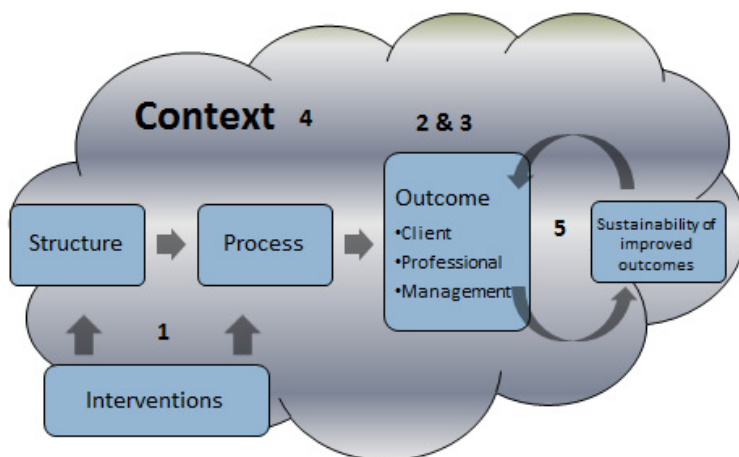 Context 4
2 & 3
Structure
Process
Outcome
•Client
•Professional
•Management
5
Sustainability of
improved
outcomes
1
Interventions